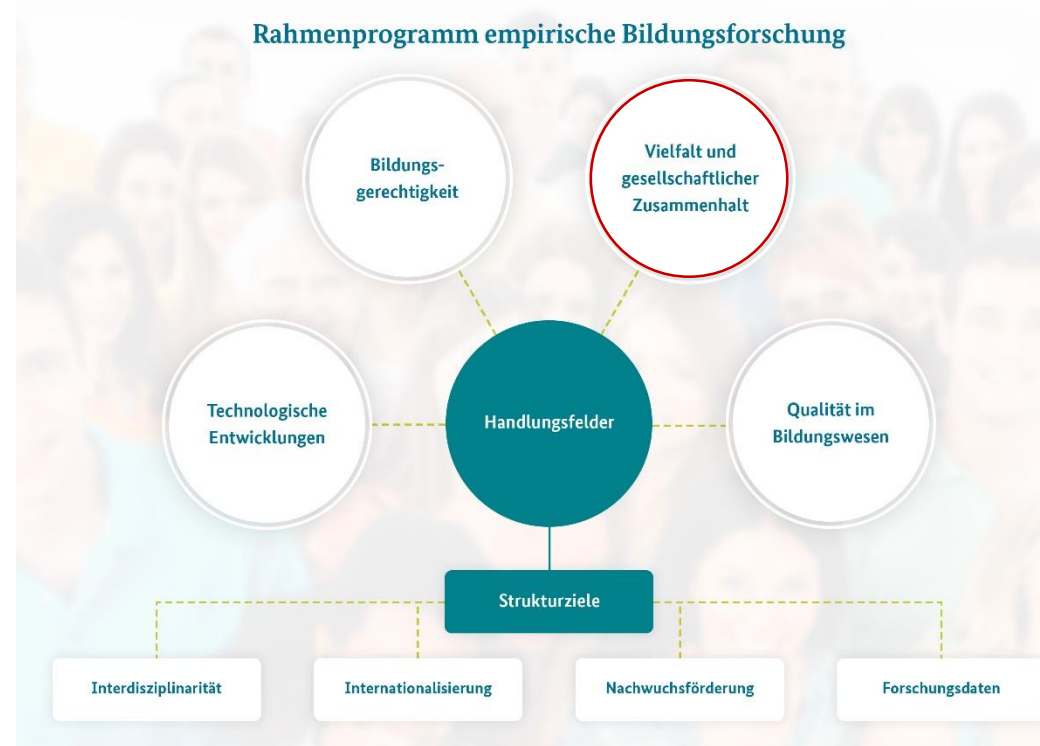 Rahmenprogramm empirische Bildungsforschung
Bildungs-
gerechtigkeit
Vielfalt und
gesellschaftlicher
Zusammenhalt
Technologische
Entwicklungen
Handlungsfelder
Qualität im
Bildungswesen
Strukturziele
Interdisziplinarität
Internationalisierung
Nachwuchsförderung
Forschungsdaten